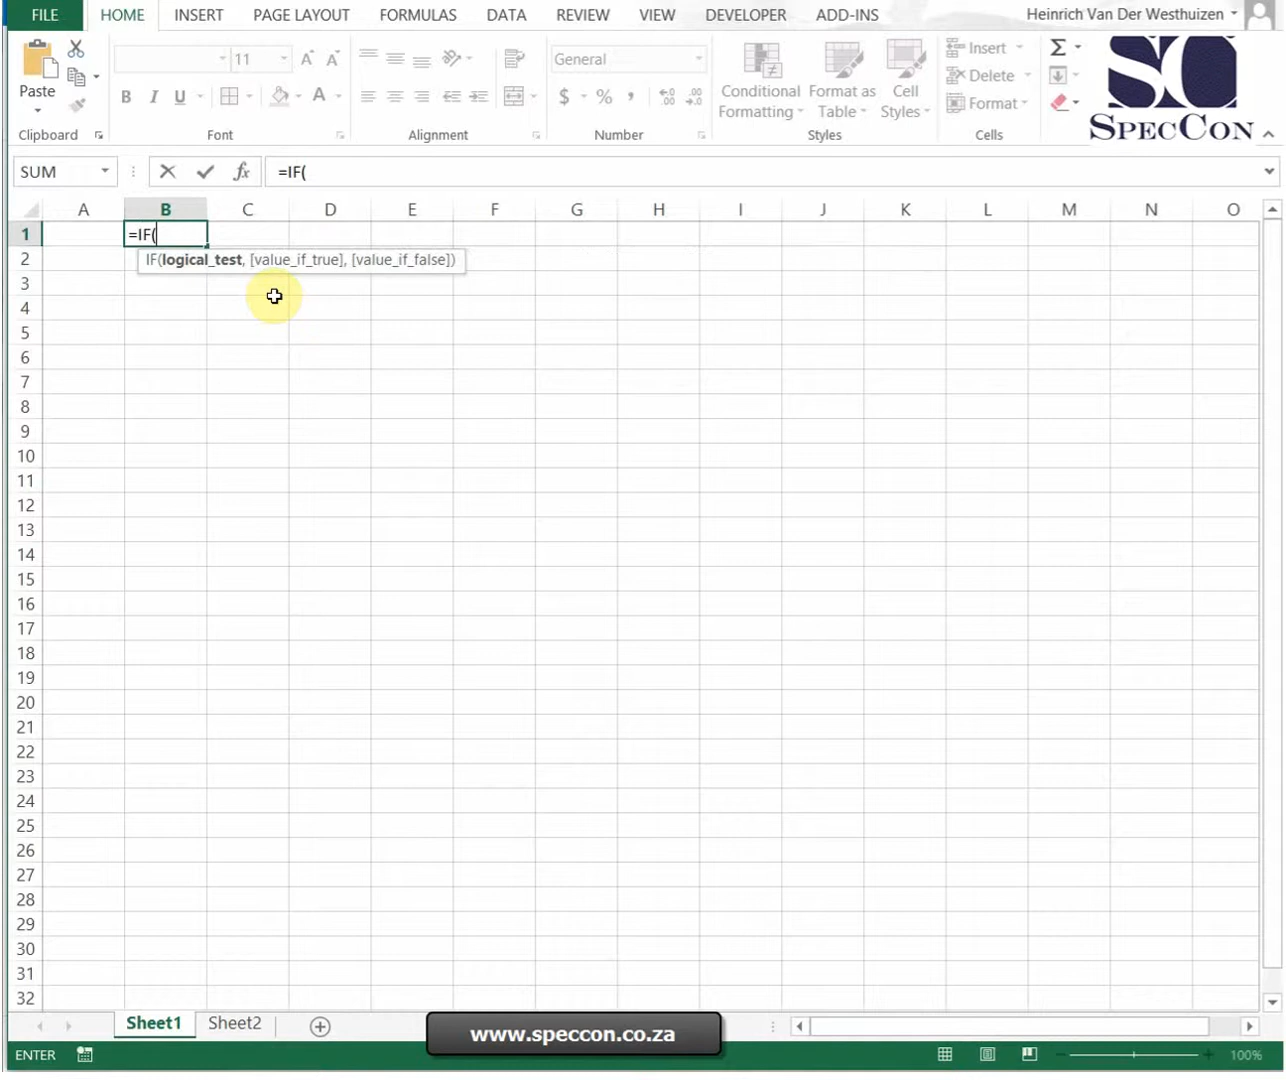 FILE HOME INSERT PAGE LAYOUT FORMULAS DATA REVIEW VIEW DEVELOPER ADD-INS Heinrich Van Der Westhuizen
Paste
11
General
Conditional Formatting
Format as Table
Cell Styles
Insert
Delete
Format
SC
SPECCON
B I U A A A $ % , .00 .0
Clipboard Font Alignment Number Styles Cells
SUM fx =IF(
A B C D E F G H I J K L M N O
1 =IF(
2 IF(logical_test, [value_if_true], [value_if_false])
3
4
5
6
7
8
9
10
11
12
13
14
15
16
17
18
19
20
21
22
23
24
25
26
27
28
29
30
31
32
Sheet1 Sheet2
www.speccon.co.za
ENTER 100%